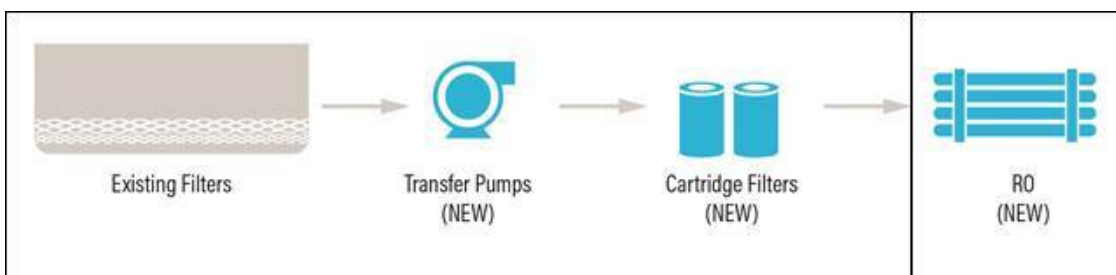 Existing Filters
Transfer Pumps
(NEW)
Cartridge Filters
(NEW)
RO
(NEW)